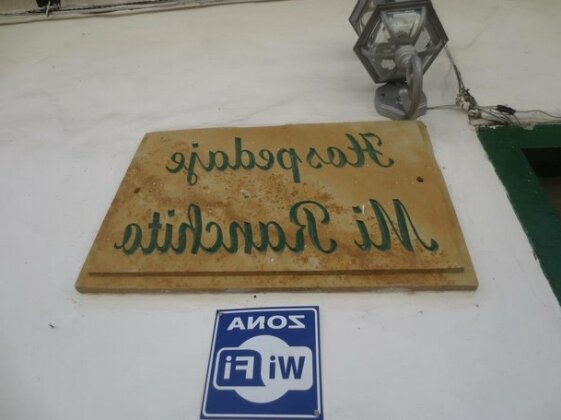 Hospedaje
Mi Ranchito
ZONA
Wi Fi